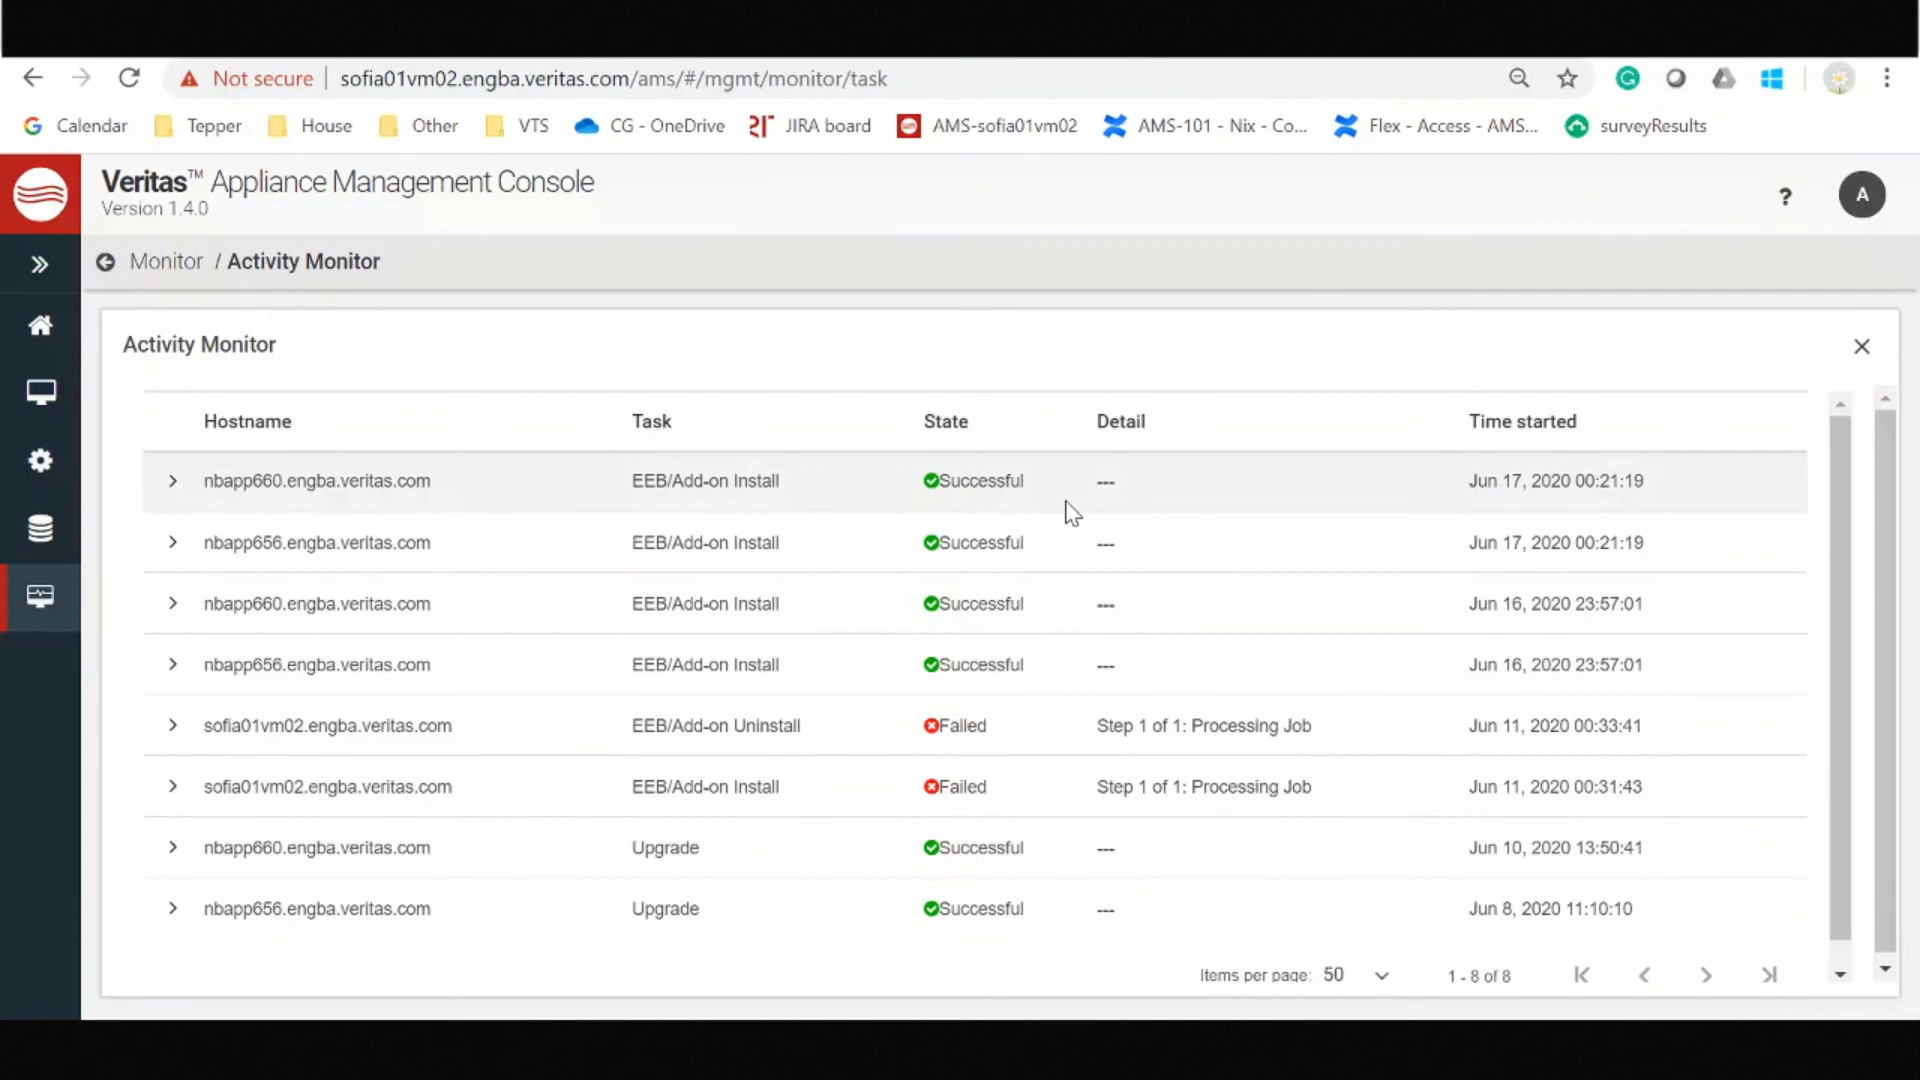 Not secure sofia01vm02.engba.veritas.com/ams/#/mgmt/monitor/task
Calendar Tepper House Other VTS CG - OneDrive JIRA board AMS-sofia01vm02 AMS-101 - Nix - Co... Flex - Access - AMS... surveyResults
Veritas™ Appliance Management Console
Version 1.4.0
? A
Monitor / Activity Monitor
Activity Monitor
Hostname Task State Detail Time started
nbapp660.engba.veritas.com EEB/Add-on Install Successful --- Jun 17, 2020 00:21:19
nbapp656.engba.veritas.com EEB/Add-on Install Successful --- Jun 17, 2020 00:21:19
nbapp660.engba.veritas.com EEB/Add-on Install Successful --- Jun 16, 2020 23:57:01
nbapp656.engba.veritas.com EEB/Add-on Install Successful --- Jun 16, 2020 23:57:01
sofia01vm02.engba.veritas.com EEB/Add-on Uninstall Failed Step 1 of 1: Processing Job Jun 11, 2020 00:33:41
sofia01vm02.engba.veritas.com EEB/Add-on Install Failed Step 1 of 1: Processing Job Jun 11, 2020 00:31:43
nbapp660.engba.veritas.com Upgrade Successful --- Jun 10, 2020 13:50:41
nbapp656.engba.veritas.com Upgrade Successful --- Jun 8, 2020 11:10:10
Items per page: 50 1 - 8 of 8